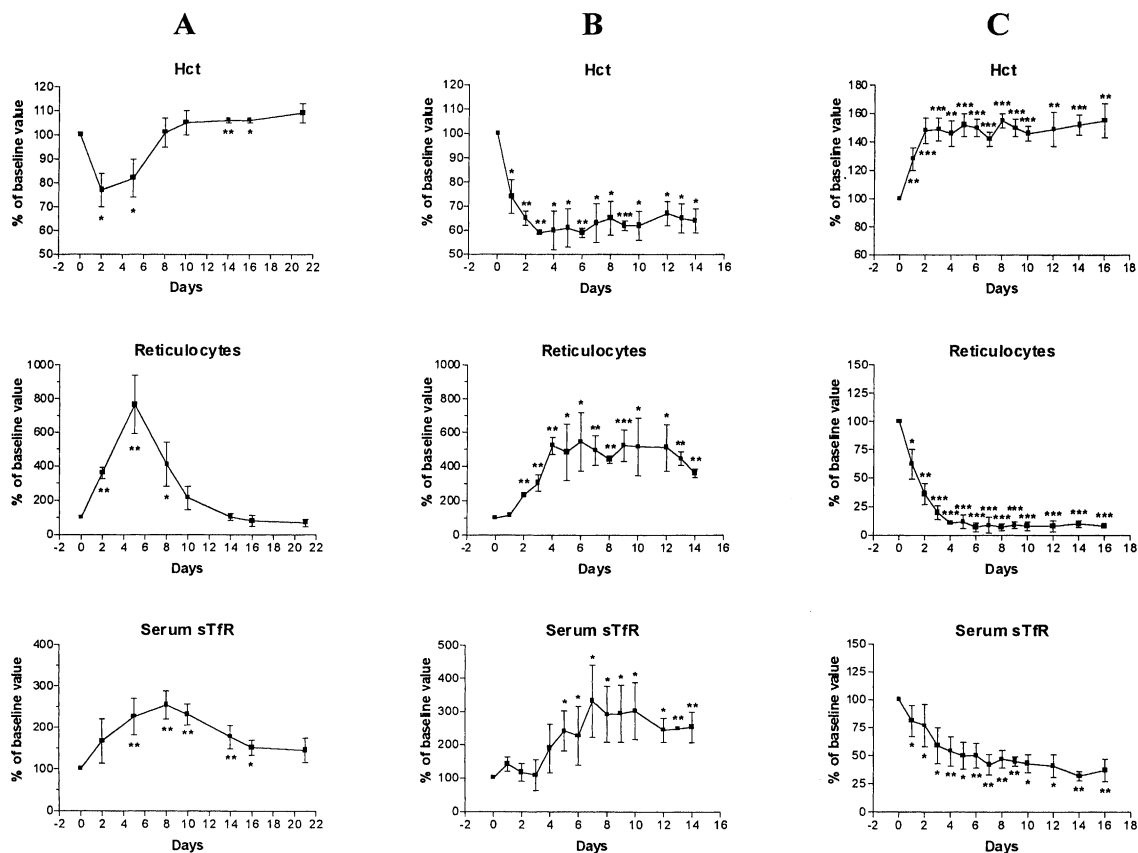 A
B
C
Hct
% of baseline value
120
110
100
90
80
70
60
50
-2 0 2 4 6 8 10 12 14 16 18 20 22
Days
* * ** *
Hct
% of baseline value
120
110
100
90
80
70
60
50
-2 0 2 4 6 8 10 12 14 16
Days
* ** ** * * ** * * *** * * * *
Hct
% of baseline value
180
160
140
120
100
80
60
-2 0 2 4 6 8 10 12 14 16 18
Days
** *** *** ** *** *** *** *** *** *** ** *** **
Reticulocytes
% of baseline value
1000
800
600
400
200
0
-2 0 2 4 6 8 10 12 14 16 18 20 22
Days
** ** *
Reticulocytes
% of baseline value
1000
800
600
400
200
0
-2 0 2 4 6 8 10 12 14 16
Days
** ** ** * * ** ** *** * * ** **
Reticulocytes
% of baseline value
150
125
100
75
50
25
0
-2 0 2 4 6 8 10 12 14 16 18
Days
* ** *** *** *** *** *** *** *** *** *** *** ***
Serum sTfR
% of baseline value
400
300
200
100
0
-2 0 2 4 6 8 10 12 14 16 18 20 22
Days
** ** ** ** *
Serum sTfR
% of baseline value
500
400
300
200
100
0
-2 0 2 4 6 8 10 12 14 16
Days
* * * * * * * ** **
Serum sTfR
% of baseline value
150
125
100
75
50
25
0
-2 0 2 4 6 8 10 12 14 16 18
Days
* * * ** * ** ** ** ** * * ** **